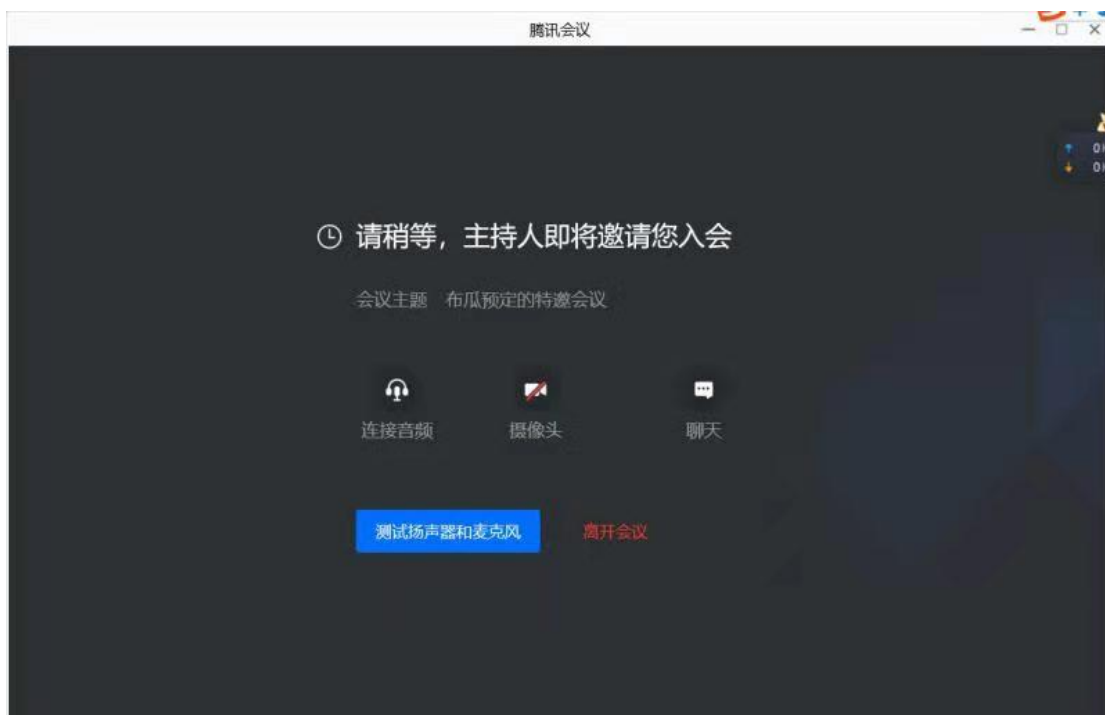 腾讯会议
请稍等，主持人即将邀请您入会
会议主题 布瓜预定的特邀会议
连接音频 摄像头 聊天
测试扬声器和麦克风 离开会议